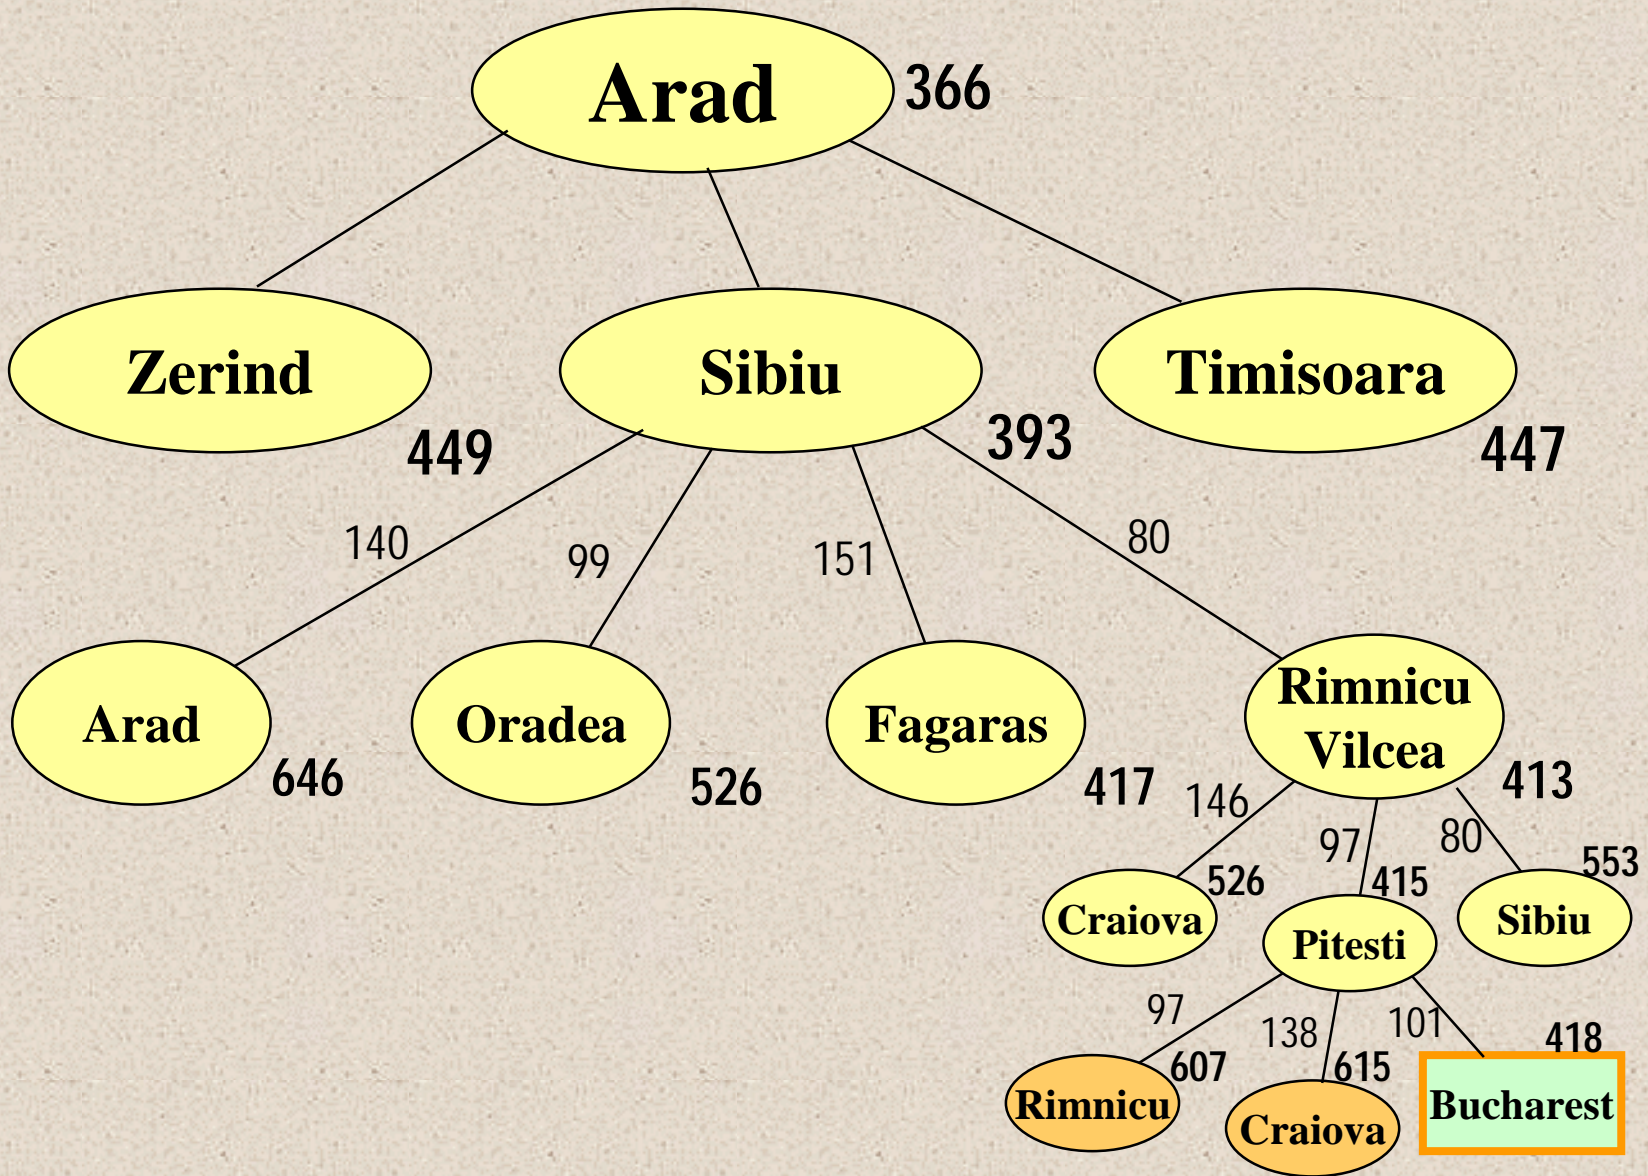 Arad
366
Zerind
449
Sibiu
393
Timisoara
447
140
99
151
80
Arad
646
Oradea
526
Fagaras
417
Rimnicu
Vilcea
413
146
97
80
Craiova
526
Pitesti
415
Sibiu
553
97
138
101
Rimnicu
607
Craiova
615
Bucharest
418